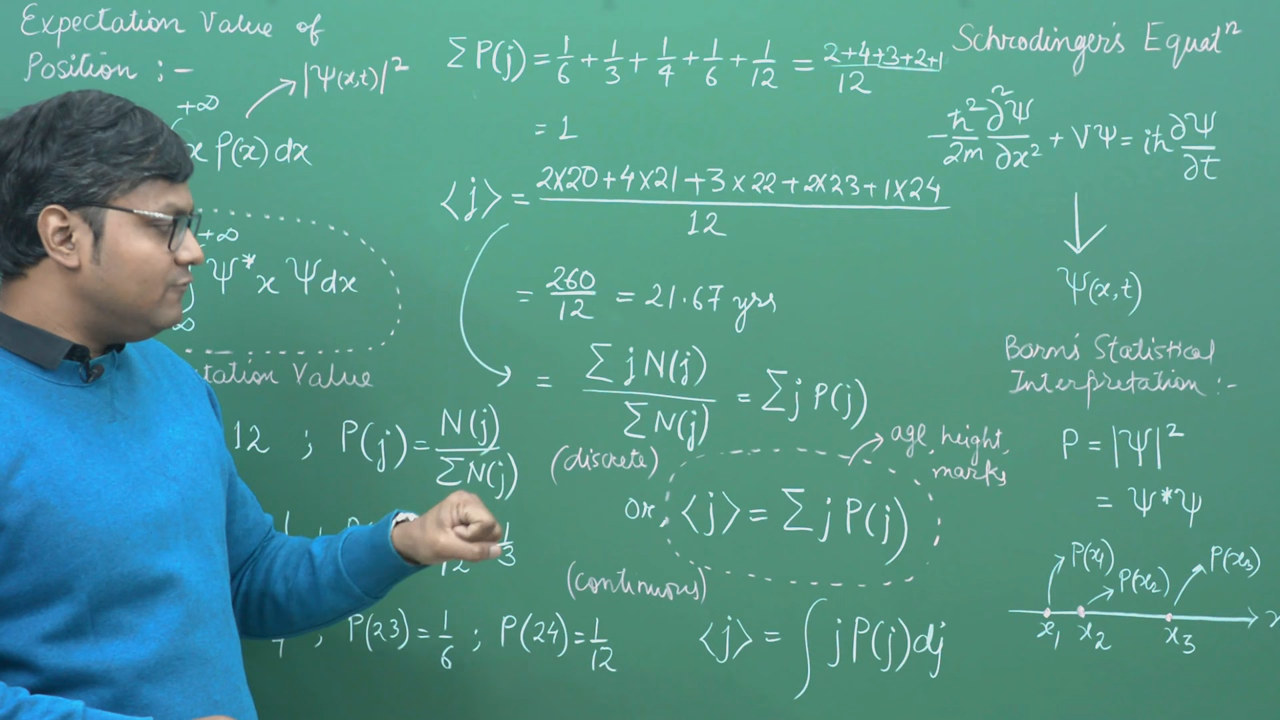 Expectation Value of
Position :-
|Ψ(x,t)|²
+∞
x P(x) dx
+∞
Ψ* x Ψ dx
∞
tation Value
12 ; P(j) = N(j) / ΣN(j)
12 1/3
; P(23) = 1/6 ; P(24) = 1/12
ΣP(j) = 1/6 + 1/3 + 1/4 + 1/6 + 1/12 = 2+4+3+2+1 / 12
= 1
⟨j⟩ = 2×20+4×21+3×22+2×23+1×24 / 12
= 260/12 = 21.67 yrs
= Σ j N(j) / Σ N(j) = Σ j P(j)
(discrete)
age, height,
marks
or, ⟨j⟩ = Σ j P(j)
(continuous)
⟨j⟩ = ∫ j P(j) dj
Schrodinger's Equatⁿ
-ħ²/2m ∂²Ψ/∂x² + VΨ = iħ ∂Ψ/∂t
Ψ(x,t)
Born's Statistical
Interpretation :-
P = |Ψ|²
= Ψ*Ψ
P(x₁) P(x₂) P(x₃)
x₁ x₂ x₃